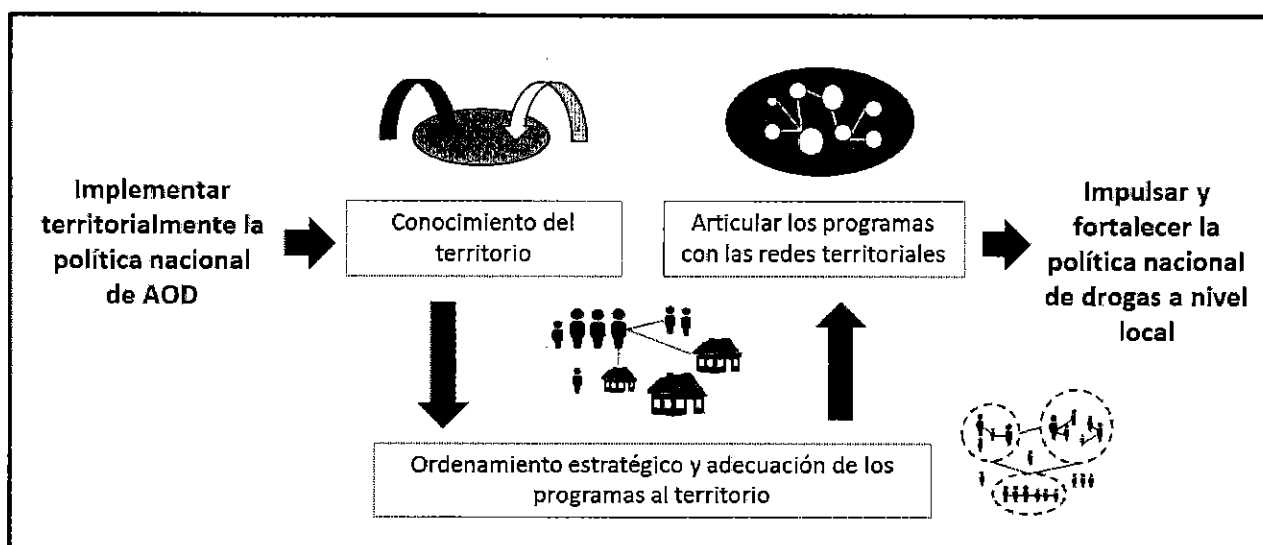 Implementar
territorialmente la
política nacional
de AOD
Conocimiento del
territorio
Articular los programas
con las redes territoriales
Impulsar y
fortalecer la
política nacional
de drogas a nivel
local
Ordenamiento estratégico y adecuación de los
programas al territorio